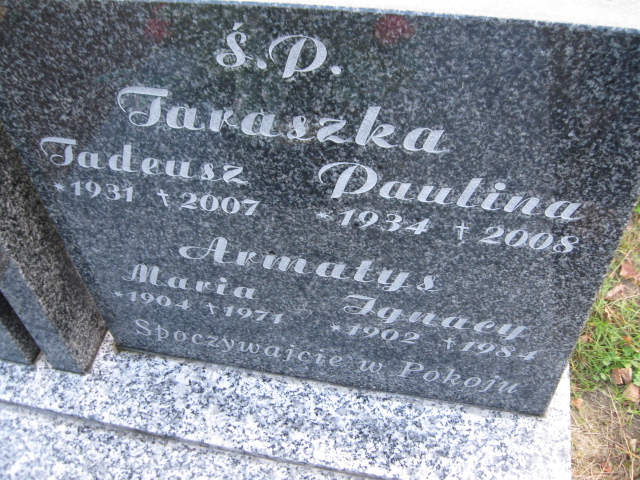 Ś.P.
Taraszka
Tadeusz Paulina
*1931 †2007 *1934 †2008
Armatys
Maria Ignacy
*1904 †1971 *1902 †1984
Spoczywajcie w Pokoju